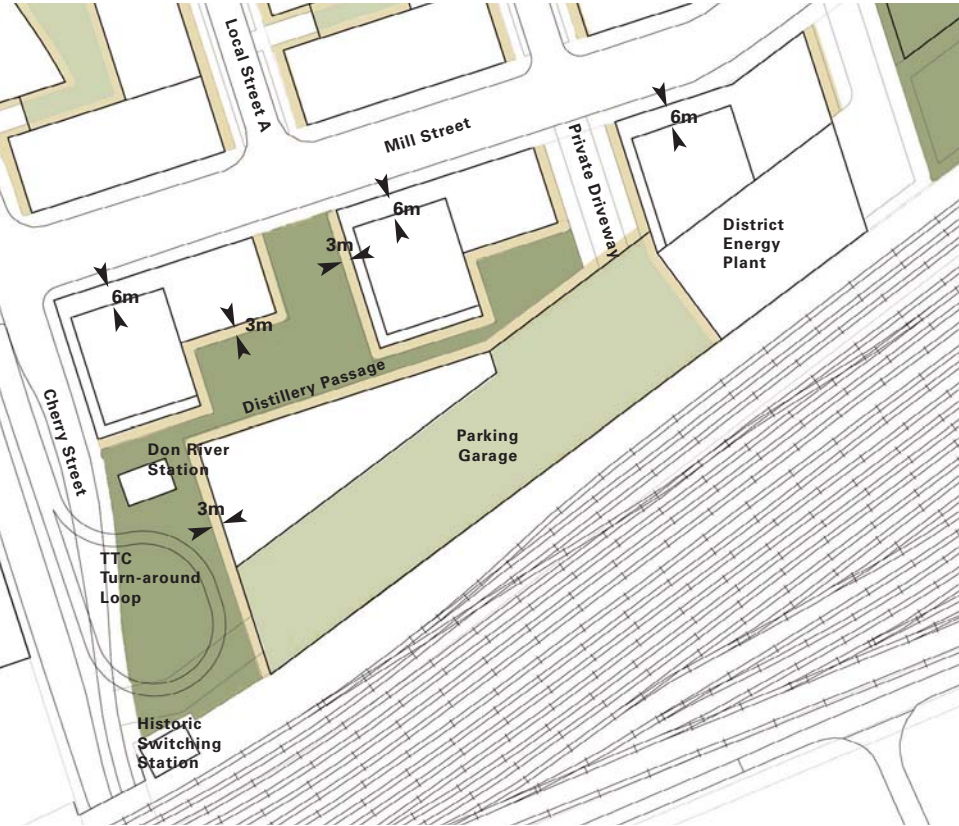 Local Street A
Mill Street
Private Driveway
6m
6m
3m
District
Energy
Plant
6m
3m
Distillery Passage
Cherry Street
Don River
Station
Parking
Garage
3m
TTC
Turn-around
Loop
Historic
Switching
Station